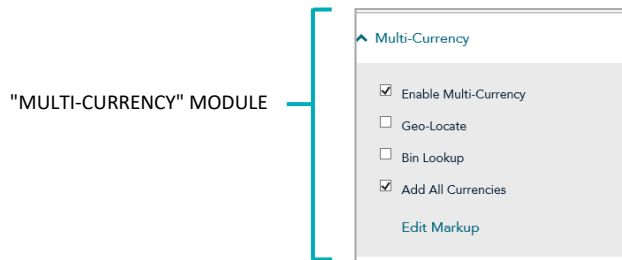 "MULTI-CURRENCY" MODULE
Multi-Currency
Enable Multi-Currency
Geo-Locate
Bin Lookup
Add All Currencies
Edit Markup